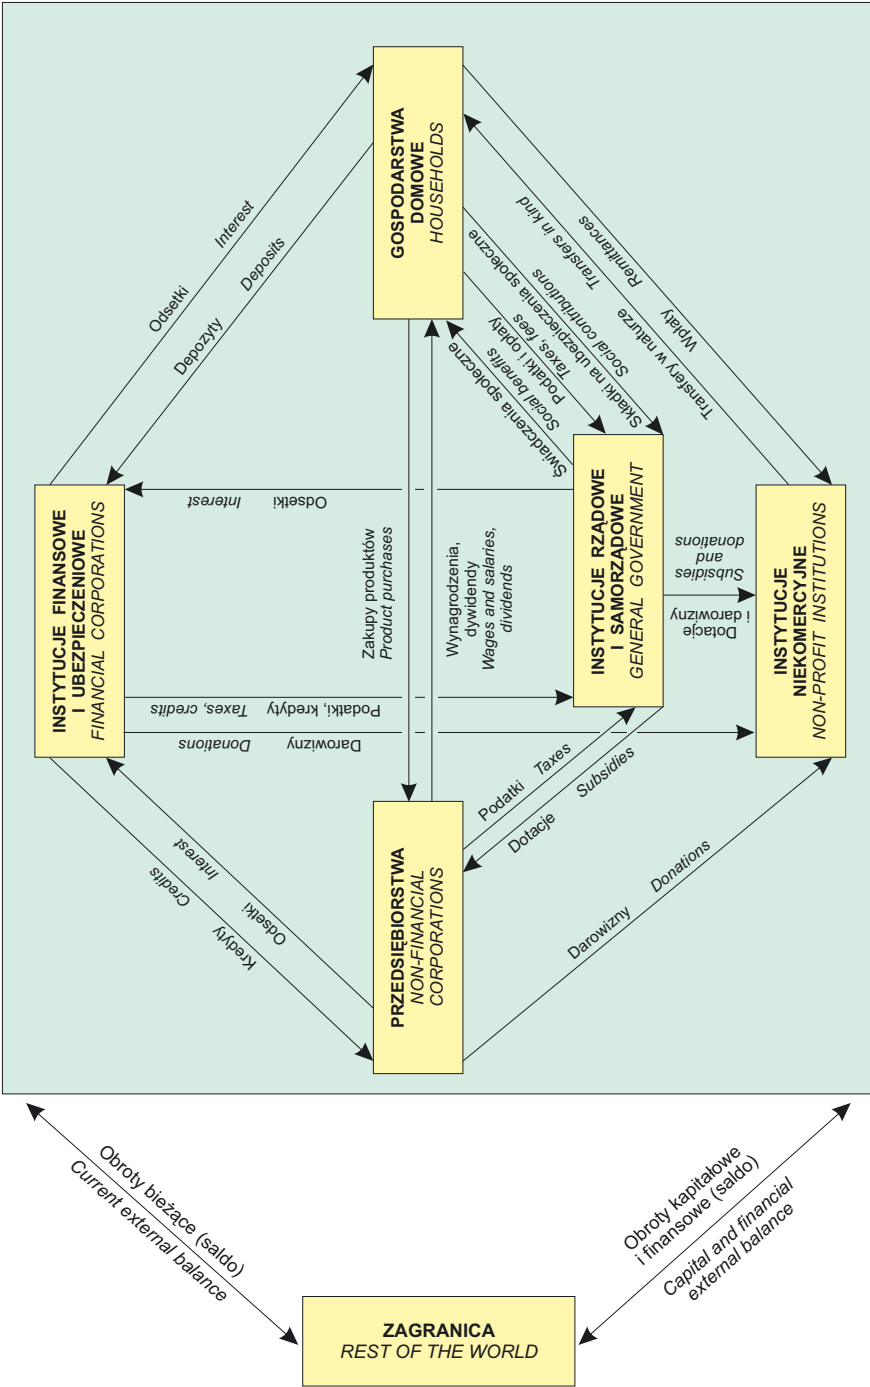 GOSPODARSTWA
DOMOWE
HOUSEHOLDS
Odsetki Interest
Depozyty Deposits
Transfers in kind
Transfery w naturze
Remittances
Wpłaty
Składki na ubezpieczenia społeczne
Social contributions
Taxes, fees
Podatki i opłaty
Social benefits
Świadczenia społeczne
INSTYTUCJE FINANSOWE
I UBEZPIECZENIOWE
FINANCIAL CORPORATIONS
Odsetki Interest
Zakupy produktów
Product purchases
Wynagrodzenia,
dywidendy
Wages and salaries,
dividends
INSTYTUCJE RZĄDOWE
I SAMORZĄDOWE
GENERAL GOVERNMENT
Dotacje
i darowizny
Subsidies
and
donations
INSTYTUCJE
NIEKOMERCYJNE
NON-PROFIT INSTITUTIONS
Podatki, kredyty Taxes, credits
Darowizny Donations
Podatki Taxes
Dotacje Subsidies
Odsetki Interest
Kredyty Credits
PRZEDSIĘBIORSTWA
NON-FINANCIAL
CORPORATIONS
Darowizny Donations
Obroty bieżące (saldo)
Current external balance
Obroty kapitałowe
i finansowe (saldo)
Capital and financial
external balance
ZAGRANICA
REST OF THE WORLD